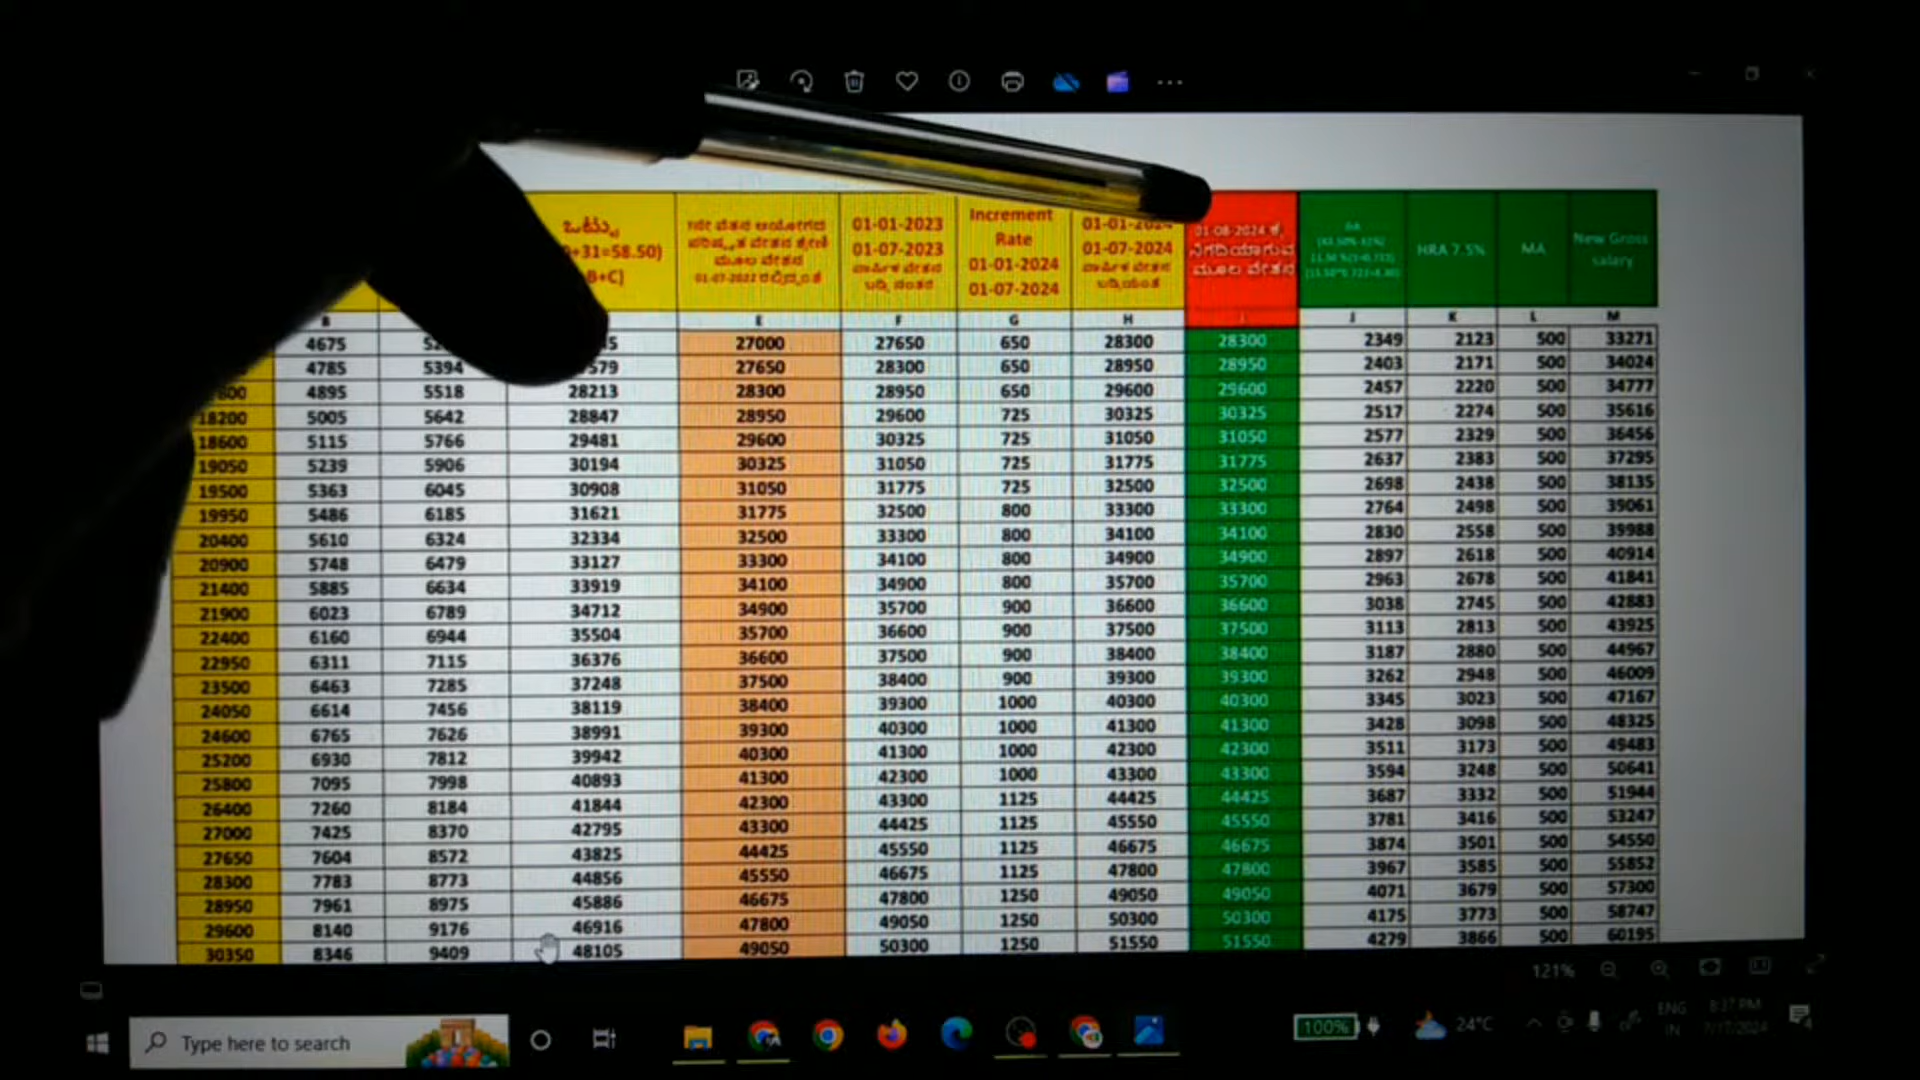 ಒಟ್ಟು 01-01-2023 Increment 01-01-2024
+31=58.50) 01-07-2023 Rate 01-07-2024 01-08-2024 ಕ್ಕೆ HRA 7.5% MA New Gross
B+C] 01-07-2022 01-01-2024 ನಿಗದಿಯಾಗುವ salary
01-07-2024 ಮೂಲ ವೇತನ
B E F G H I J K L M
4675 27000 27650 650 28300 28300 2349 2123 500 33271
4785 5394 27650 28300 650 28950 28950 2403 2171 500 34024
4895 5518 28213 28300 28950 650 29600 29600 2457 2220 500 34777
18200 5005 5642 28847 28950 29600 725 30325 30325 2517 2274 500 35616
18600 5115 5766 29481 29600 30325 725 31050 31050 2577 2329 500 36456
19050 5239 5906 30194 30325 31050 725 31775 31775 2637 2383 500 37295
19500 5363 6045 30908 31050 31775 725 32500 32500 2698 2438 500 38135
19950 5486 6185 31621 31775 32500 800 33300 33300 2764 2498 500 39061
20400 5610 6324 32334 32500 33300 800 34100 34100 2830 2558 500 39988
20900 5748 6479 33127 33300 34100 800 34900 34900 2897 2618 500 40914
21400 5885 6634 33919 34100 34900 800 35700 35700 2963 2678 500 41841
21900 6023 6789 34712 34900 35700 900 36600 36600 3038 2745 500 42883
22400 6160 6944 35504 35700 36600 900 37500 37500 3113 2813 500 43925
22950 6311 7115 36376 36600 37500 900 38400 38400 3187 2880 500 44967
23500 6463 7285 37248 37500 38400 900 39300 39300 3262 2948 500 46009
24050 6614 7456 38119 38400 39300 1000 40300 40300 3345 3023 500 47167
24600 6765 7626 38991 39300 40300 1000 41300 41300 3428 3098 500 48325
25200 6930 7812 39942 40300 41300 1000 42300 42300 3511 3173 500 49483
25800 7095 7998 40893 41300 42300 1000 43300 43300 3594 3248 500 50641
26400 7260 8184 41844 42300 43300 1125 44425 44425 3687 3332 500 51944
27000 7425 8370 42795 43300 44425 1125 45550 45550 3781 3416 500 53247
27650 7604 8572 43825 44425 45550 1125 46675 46675 3874 3501 500 54550
28300 7783 8773 44856 45550 46675 1125 47800 47800 3967 3585 500 55852
28950 7961 8975 45886 46675 47800 1250 49050 49050 4071 3679 500 57300
29600 8140 9176 46916 47800 49050 1250 50300 50300 4175 3773 500 58747
30350 8346 9409 48105 49050 50300 1250 51550 51550 4279 3866 500 60195
121%
Type here to search 100% 24°C ENG 8:37 PM
IN 7/17/2024